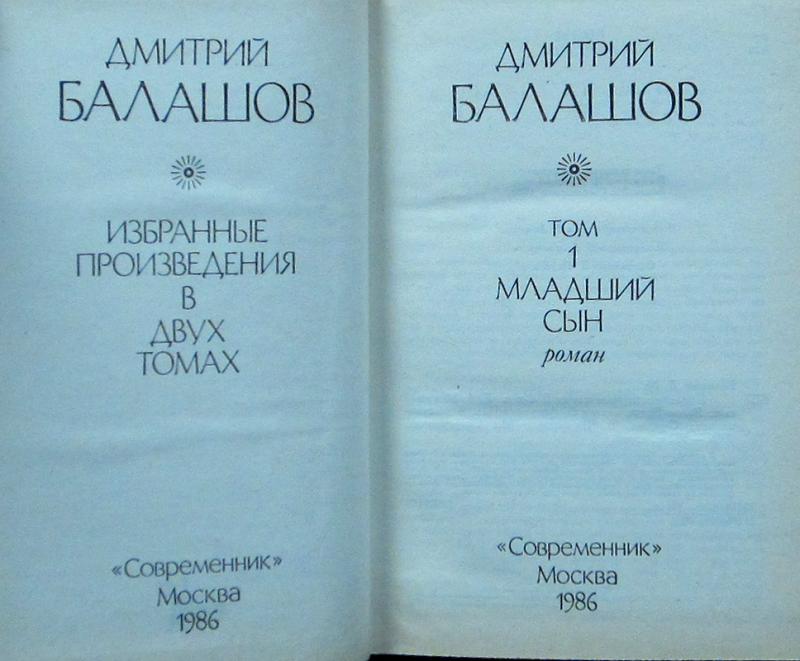 ДМИТРИЙ
БАЛАШОВ
ИЗБРАННЫЕ
ПРОИЗВЕДЕНИЯ
В
ДВУХ
ТОМАХ
«Современник»
Москва
1986
ДМИТРИЙ
БАЛАШОВ
ТОМ
1
МЛАДШИЙ
СЫН
роман
«Современник»
Москва
1986